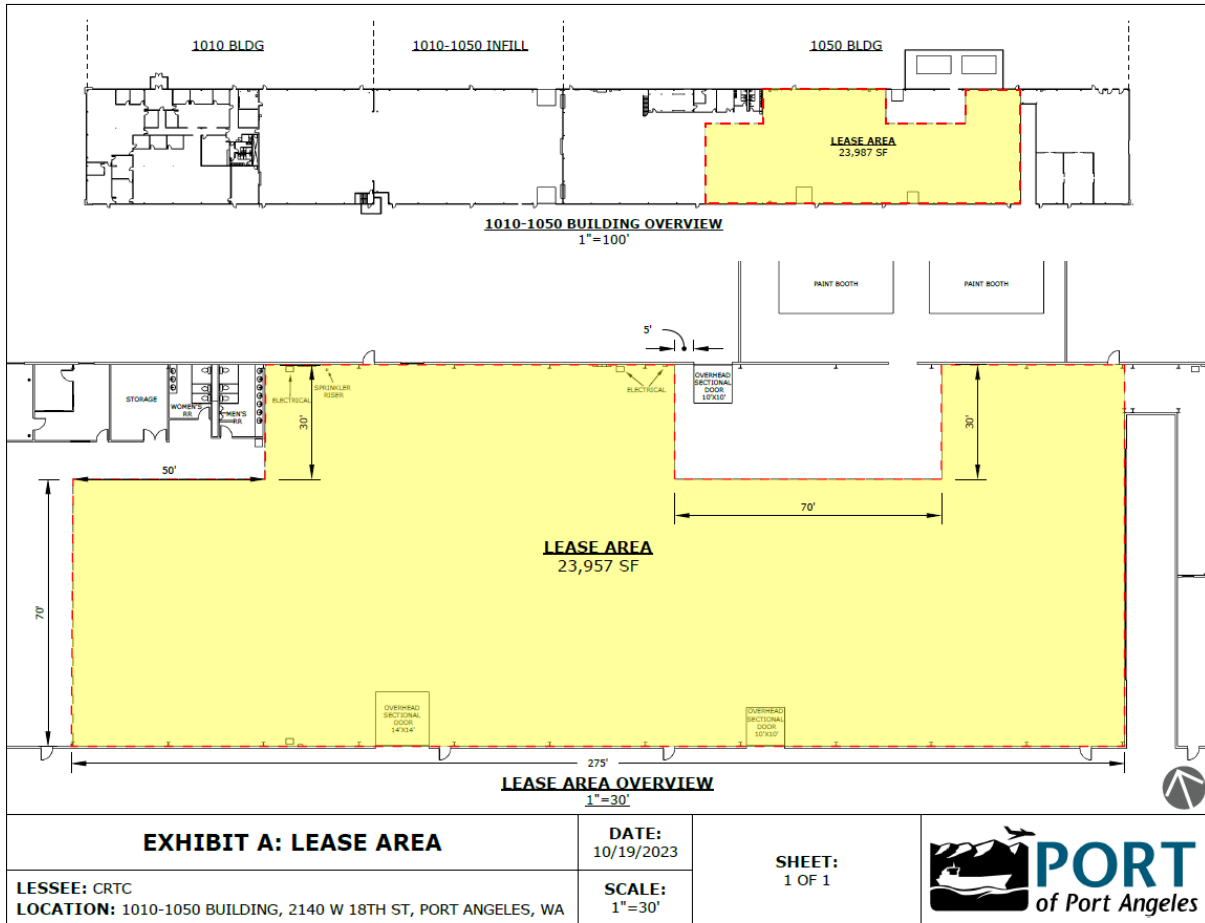 1010 BLDG
1010-1050 INFILL
1050 BLDG
LEASE AREA
23,987 SF
1010-1050 BUILDING OVERVIEW
1"=100'
PAINT BOOTH
PAINT BOOTH
5'
OVERHEAD
SECTIONAL
DOOR
10'X10'
STORAGE
WOMEN'S
RR
MEN'S
RR
ELECTRICAL
SPRINKLER
RISER
30'
ELECTRICAL
30'
50'
70'
LEASE AREA
23,957 SF
70'
OVERHEAD
SECTIONAL
DOOR
14'X14'
OVERHEAD
SECTIONAL
DOOR
10'X10'
275'
LEASE AREA OVERVIEW
1"=30'
EXHIBIT A: LEASE AREA
DATE:
10/19/2023
SHEET:
1 OF 1
LESSEE: CRTC
LOCATION: 1010-1050 BUILDING, 2140 W 18TH ST, PORT ANGELES, WA
SCALE:
1"=30'
PORT
of Port Angeles